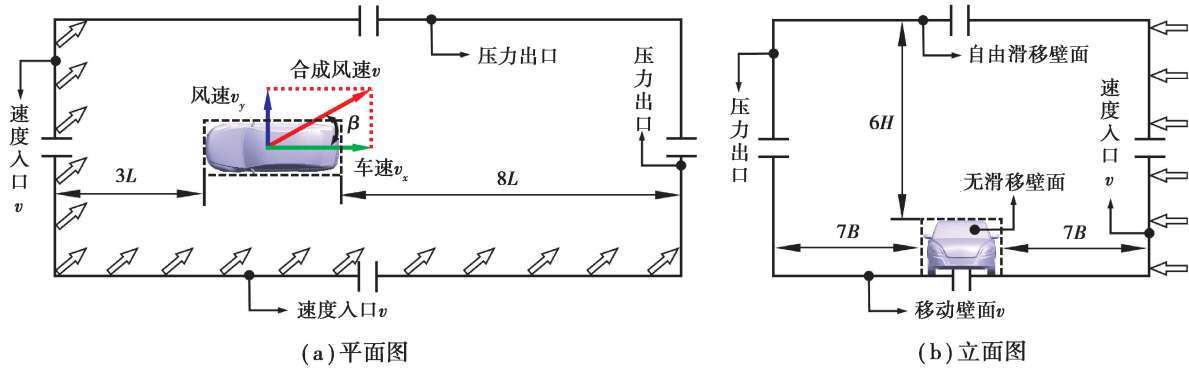 压力出口
合成风速v
风速v_y
β
车速v_x
压力出口
速度入口v
3L
8L
速度入口v
(a)平面图
自由滑移壁面
压力出口
速度入口v
6H
无滑移壁面
7B
7B
移动壁面v
(b)立面图